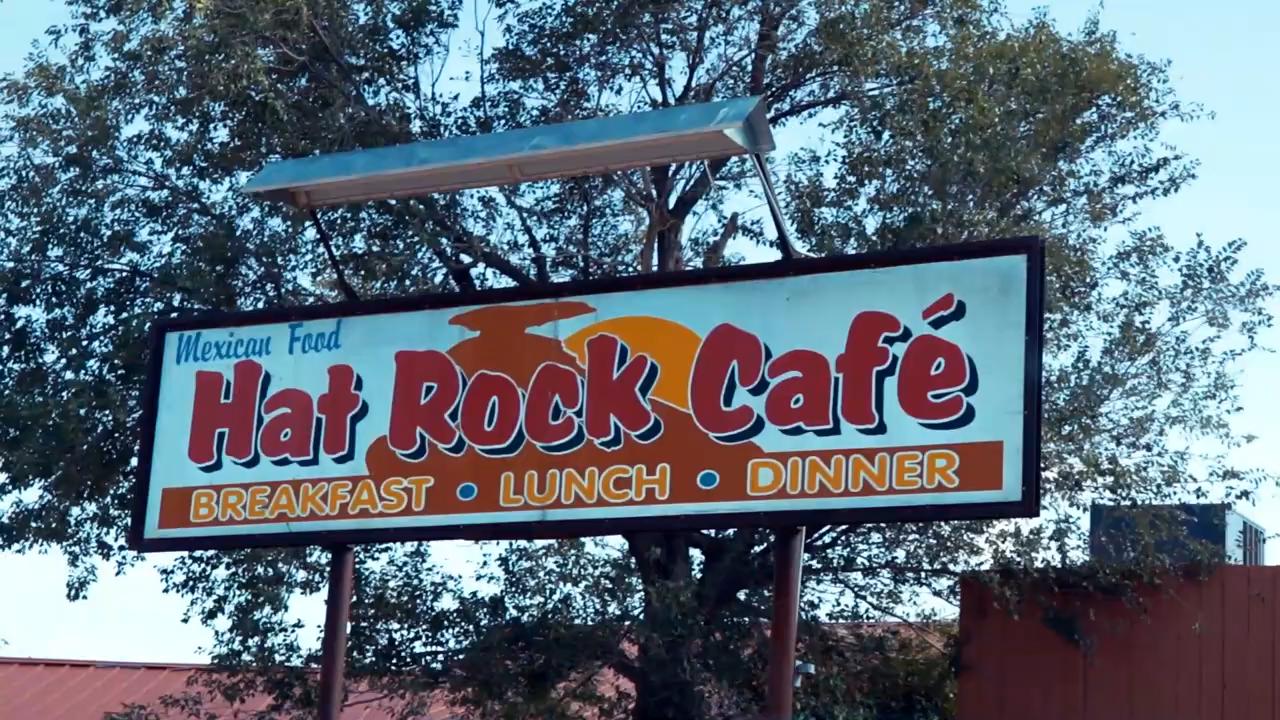 Mexican Food
Hat Rock Café
BREAKFAST • LUNCH • DINNER